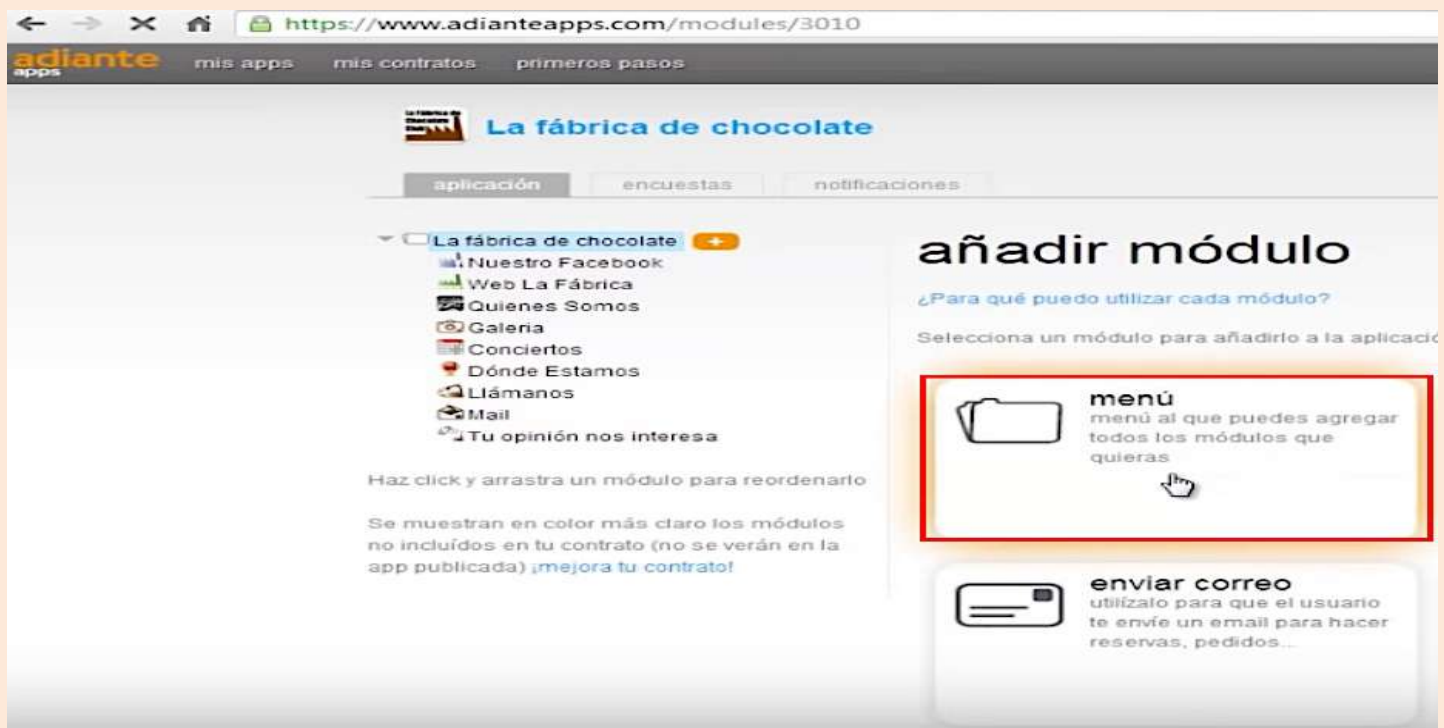 https://www.adianteapps.com/modules/3010
adiante
apps
mis apps mis contratos primeros pasos
La fábrica de chocolate
aplicación encuestas notificaciones
La fábrica de chocolate
Nuestro Facebook
Web La Fábrica
Quienes Somos
Galeria
Conciertos
Dónde Estamos
Llámanos
Mail
Tu opinión nos interesa
Haz click y arrastra un módulo para reordenarlo
Se muestran en color más claro los módulos
no incluídos en tu contrato (no se verán en la
app publicada) ¡mejora tu contrato!
añadir módulo
¿Para qué puedo utilizar cada módulo?
Selecciona un módulo para añadirlo a la aplicació
menú
menú al que puedes agregar
todos los módulos que
quieras
enviar correo
utilízalo para que el usuario
te envíe un email para hacer
reservas, pedidos...